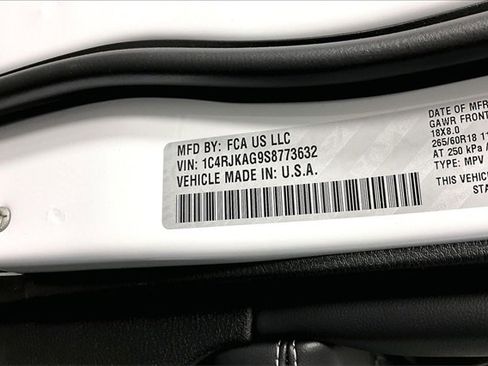 MFD BY: FCA US LLC
VIN: 1C4RJKAG9S8773632
VEHICLE MADE IN: U.S.A.
DATE OF MFR
GAWR FRONT
18X8.0
265/60R18
AT 250 kPa
TYPE: MPV
THIS VEHIC
STA